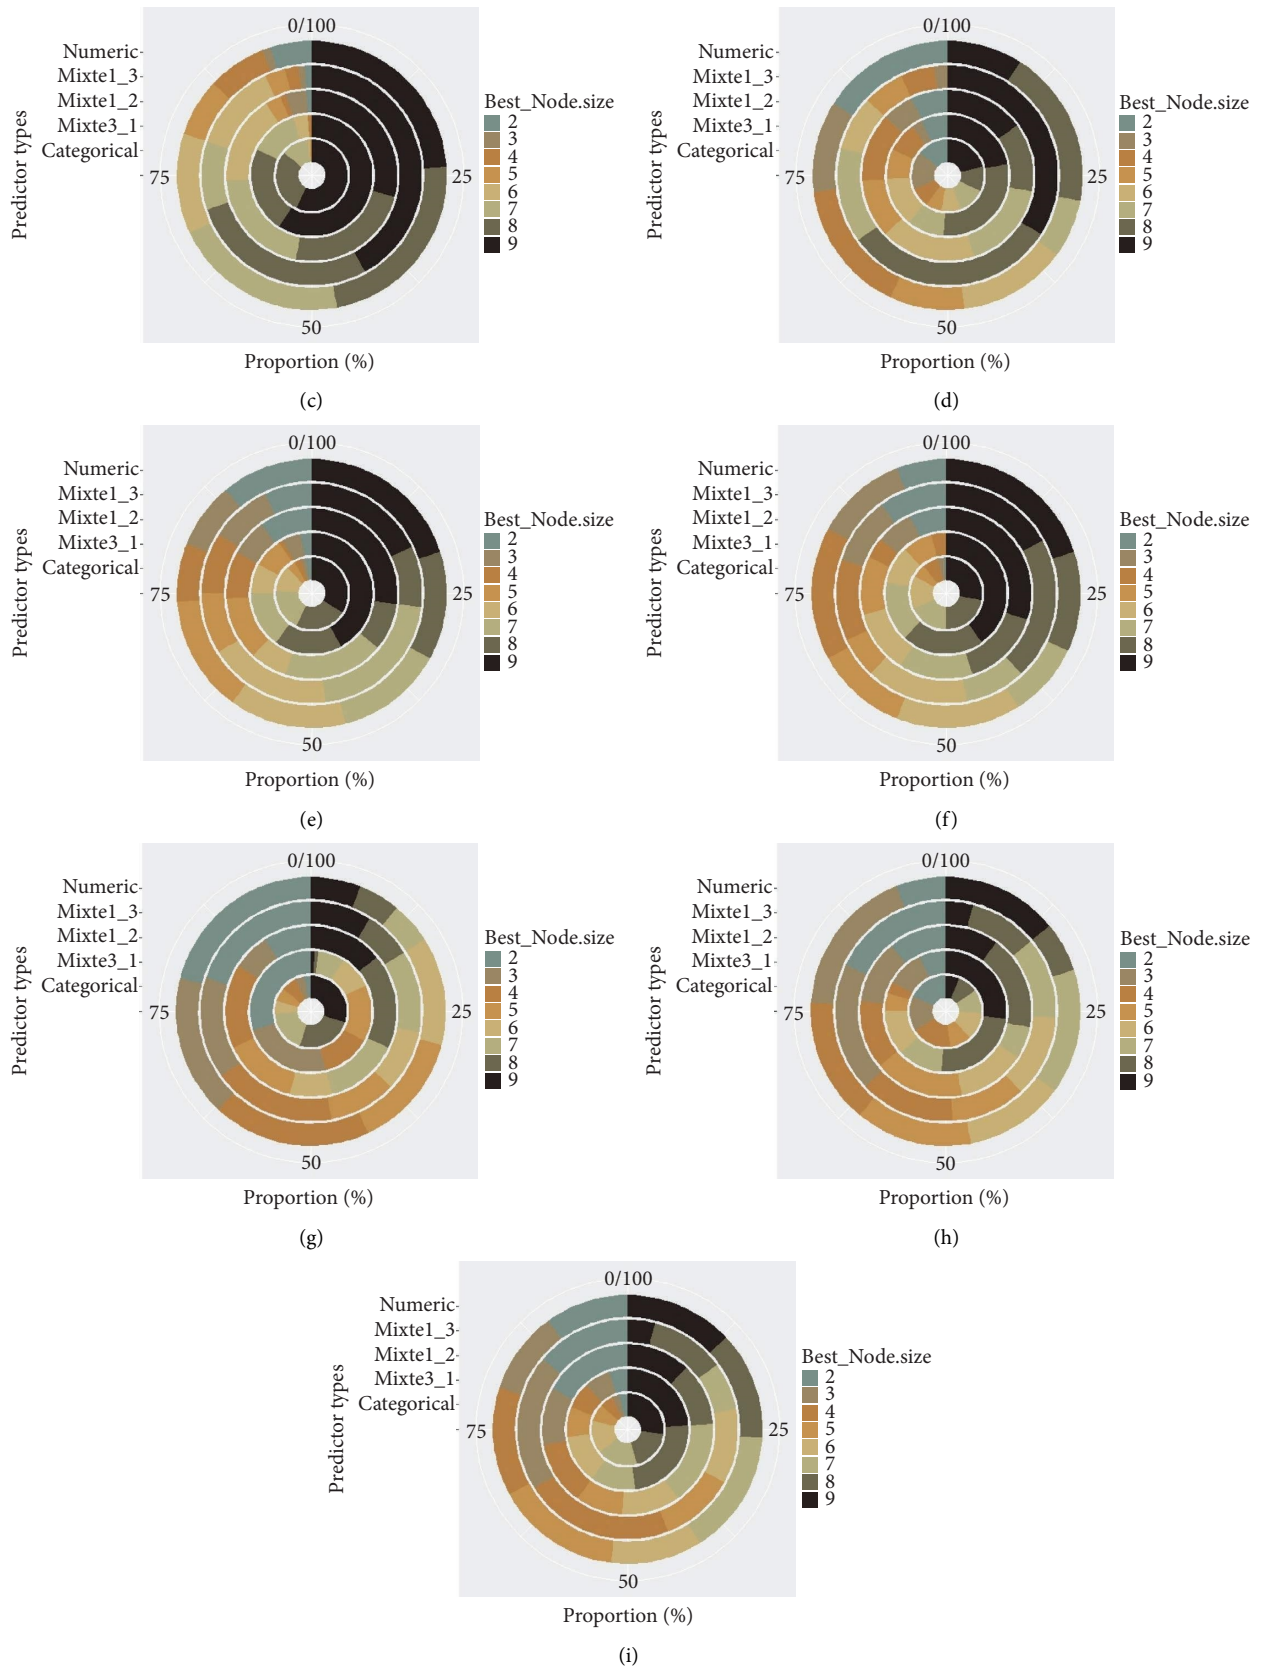 0/100
Numeric
Mixte1_3
Mixte1_2
Mixte3_1
Categorical
Predictor types
75
25
50
Proportion (%)
Best_Node.size
2
3
4
5
6
7
8
9
(c)
0/100
Numeric
Mixte1_3
Mixte1_2
Mixte3_1
Categorical
Predictor types
75
25
50
Proportion (%)
Best_Node.size
2
3
4
5
6
7
8
9
(d)
0/100
Numeric
Mixte1_3
Mixte1_2
Mixte3_1
Categorical
Predictor types
75
25
50
Proportion (%)
Best_Node.size
2
3
4
5
6
7
8
9
(e)
0/100
Numeric
Mixte1_3
Mixte1_2
Mixte3_1
Categorical
Predictor types
75
25
50
Proportion (%)
Best_Node.size
2
3
4
5
6
7
8
9
(f)
0/100
Numeric
Mixte1_3
Mixte1_2
Mixte3_1
Categorical
Predictor types
75
25
50
Proportion (%)
Best_Node.size
2
3
4
5
6
7
8
9
(g)
0/100
Numeric
Mixte1_3
Mixte1_2
Mixte3_1
Categorical
Predictor types
75
25
50
Proportion (%)
Best_Node.size
2
3
4
5
6
7
8
9
(h)
0/100
Numeric
Mixte1_3
Mixte1_2
Mixte3_1
Categorical
Predictor types
75
25
50
Proportion (%)
Best_Node.size
2
3
4
5
6
7
8
9
(i)